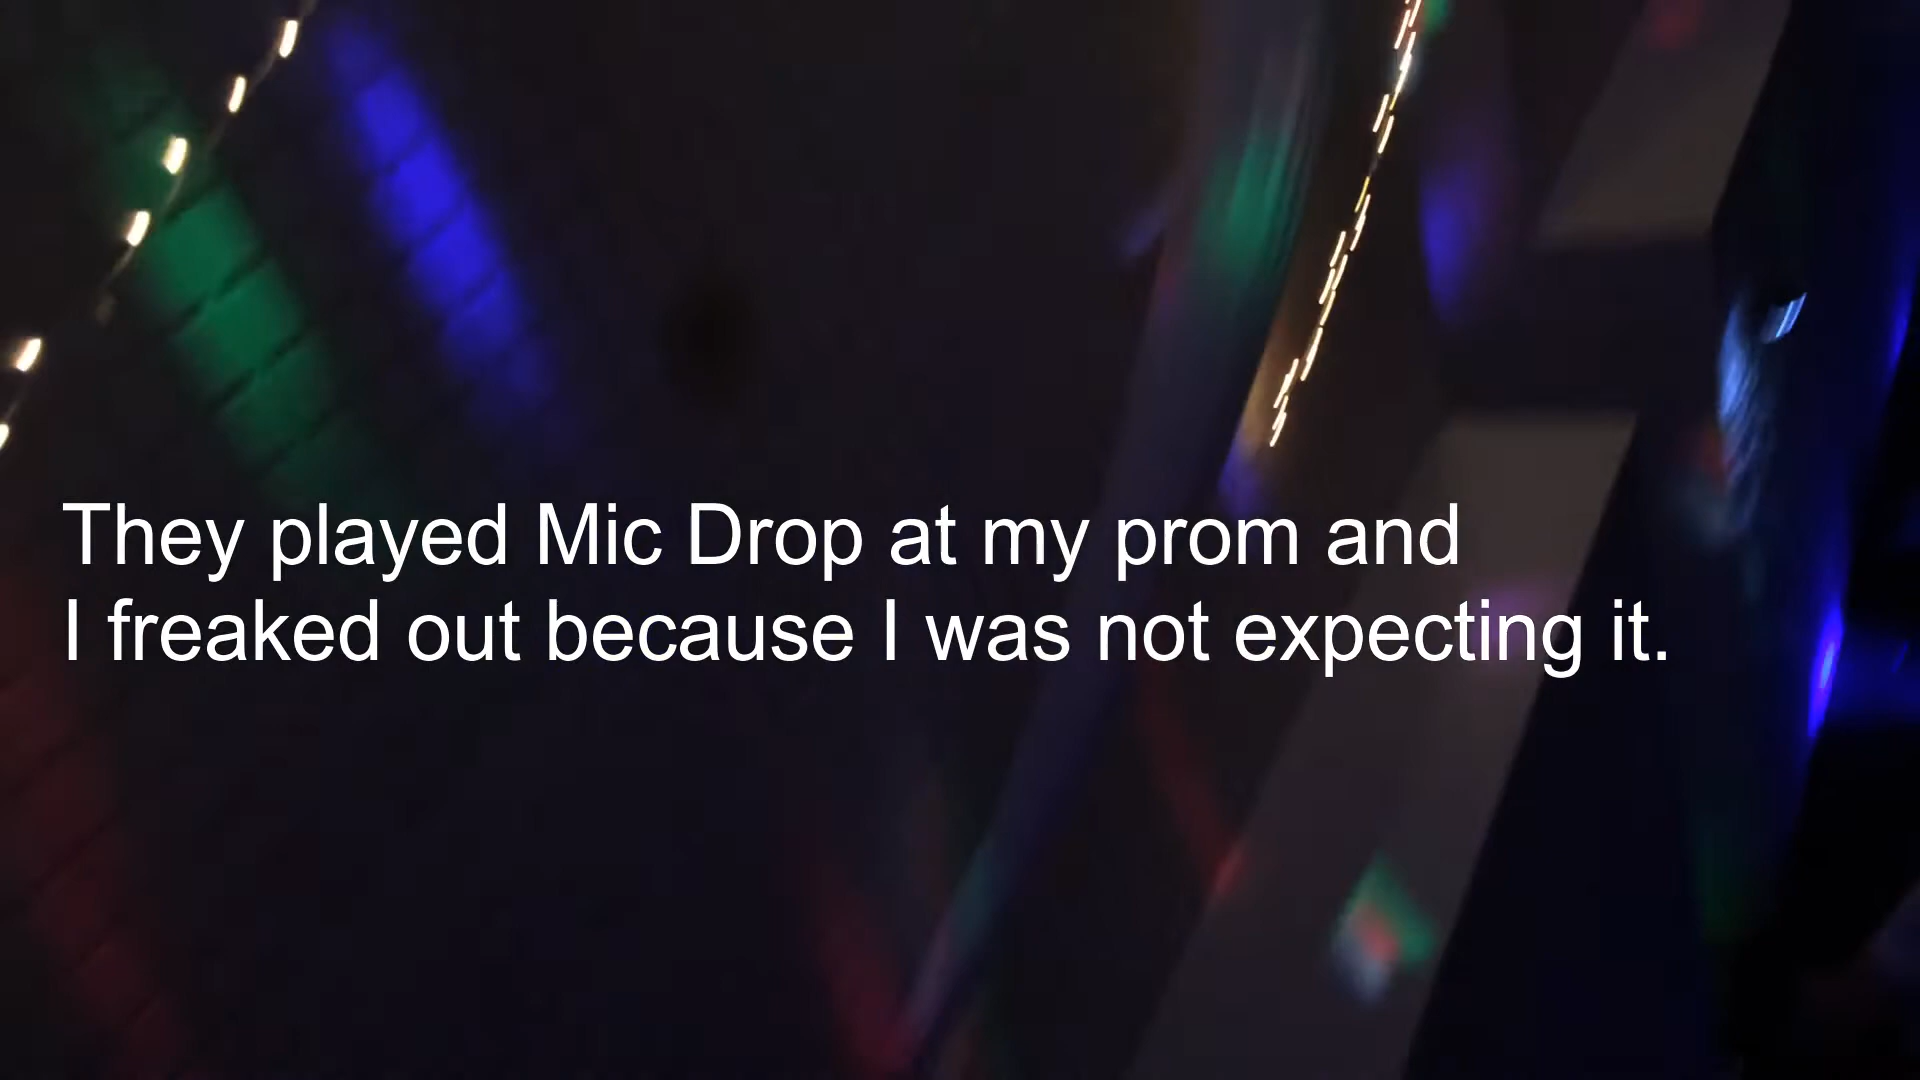 They played Mic Drop at my prom and
I freaked out because I was not expecting it.